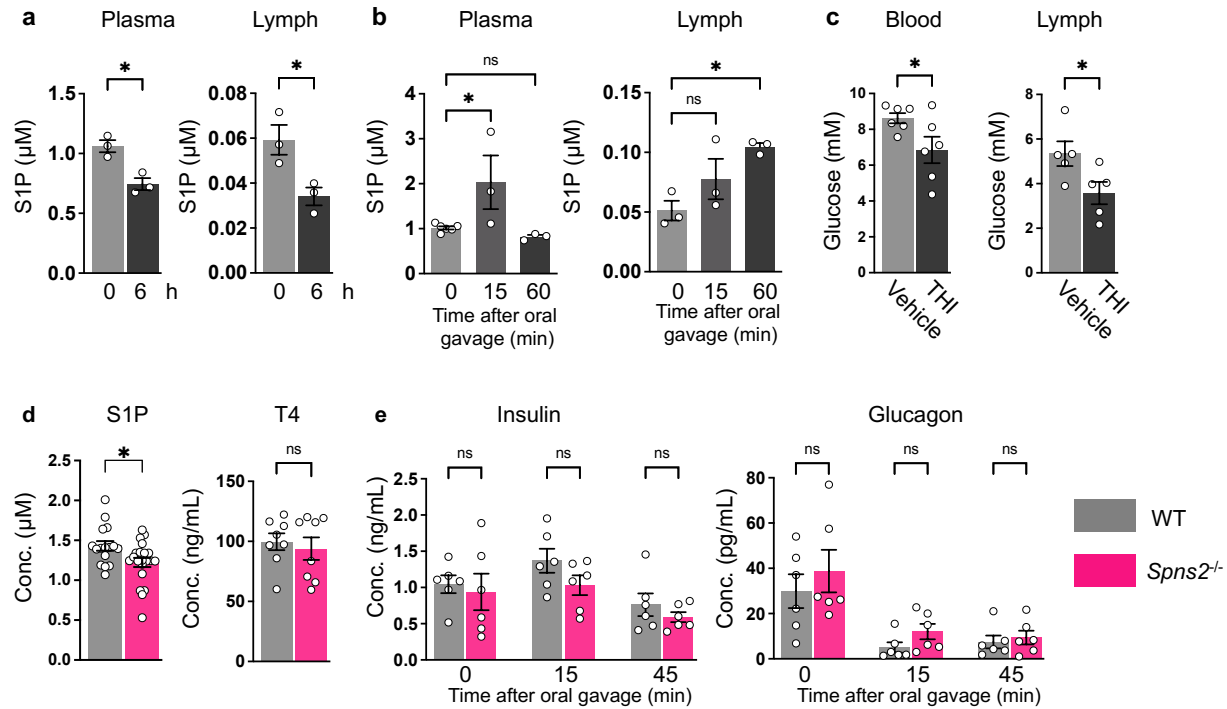 a Plasma Lymph
* *
S1P (µM)
1.5
1.0
0.5
0.0
0 6 h
S1P (µM)
0.08
0.06
0.04
0.02
0.00
0 6 h
b Plasma Lymph
ns
*
S1P (µM)
4
3
2
1
0
0 15 60
Time after oral
gavage (min)
*
ns
S1P (µM)
0.15
0.10
0.05
0.00
0 15 60
Time after oral
gavage (min)
c Blood Lymph
*
Glucose (mM)
10
8
6
4
2
0
Vehicle
THI
*
Glucose (mM)
8
6
4
2
0
Vehicle
THI
d S1P T4
*
Conc. (µM)
2.5
2.0
1.5
1.0
0.5
0.0
ns
Conc. (ng/mL)
150
100
50
0
e Insulin Glucagon
ns ns ns
Conc. (ng/mL)
2.5
2.0
1.5
1.0
0.5
0.0
0 15 45
Time after oral gavage (min)
ns ns ns
Conc. (pg/mL)
80
60
40
20
0
0 15 45
Time after oral gavage (min)
WT
Spns2-/-